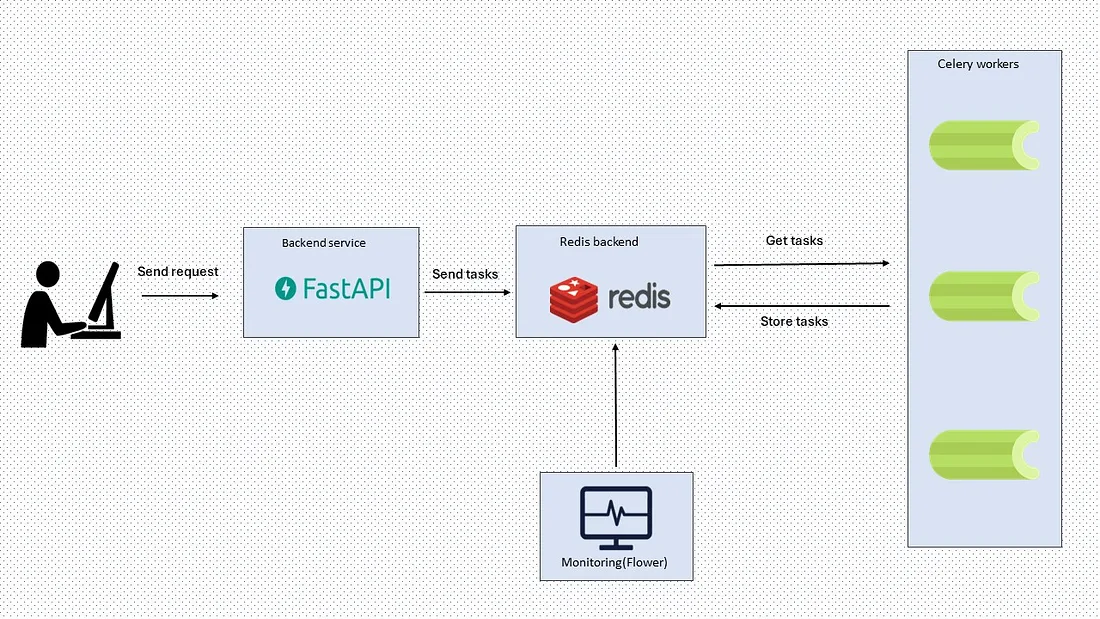 Celery workers
Send request
Backend service
FastAPI
Send tasks
Redis backend
redis
Get tasks
Store tasks
Monitoring(Flower)